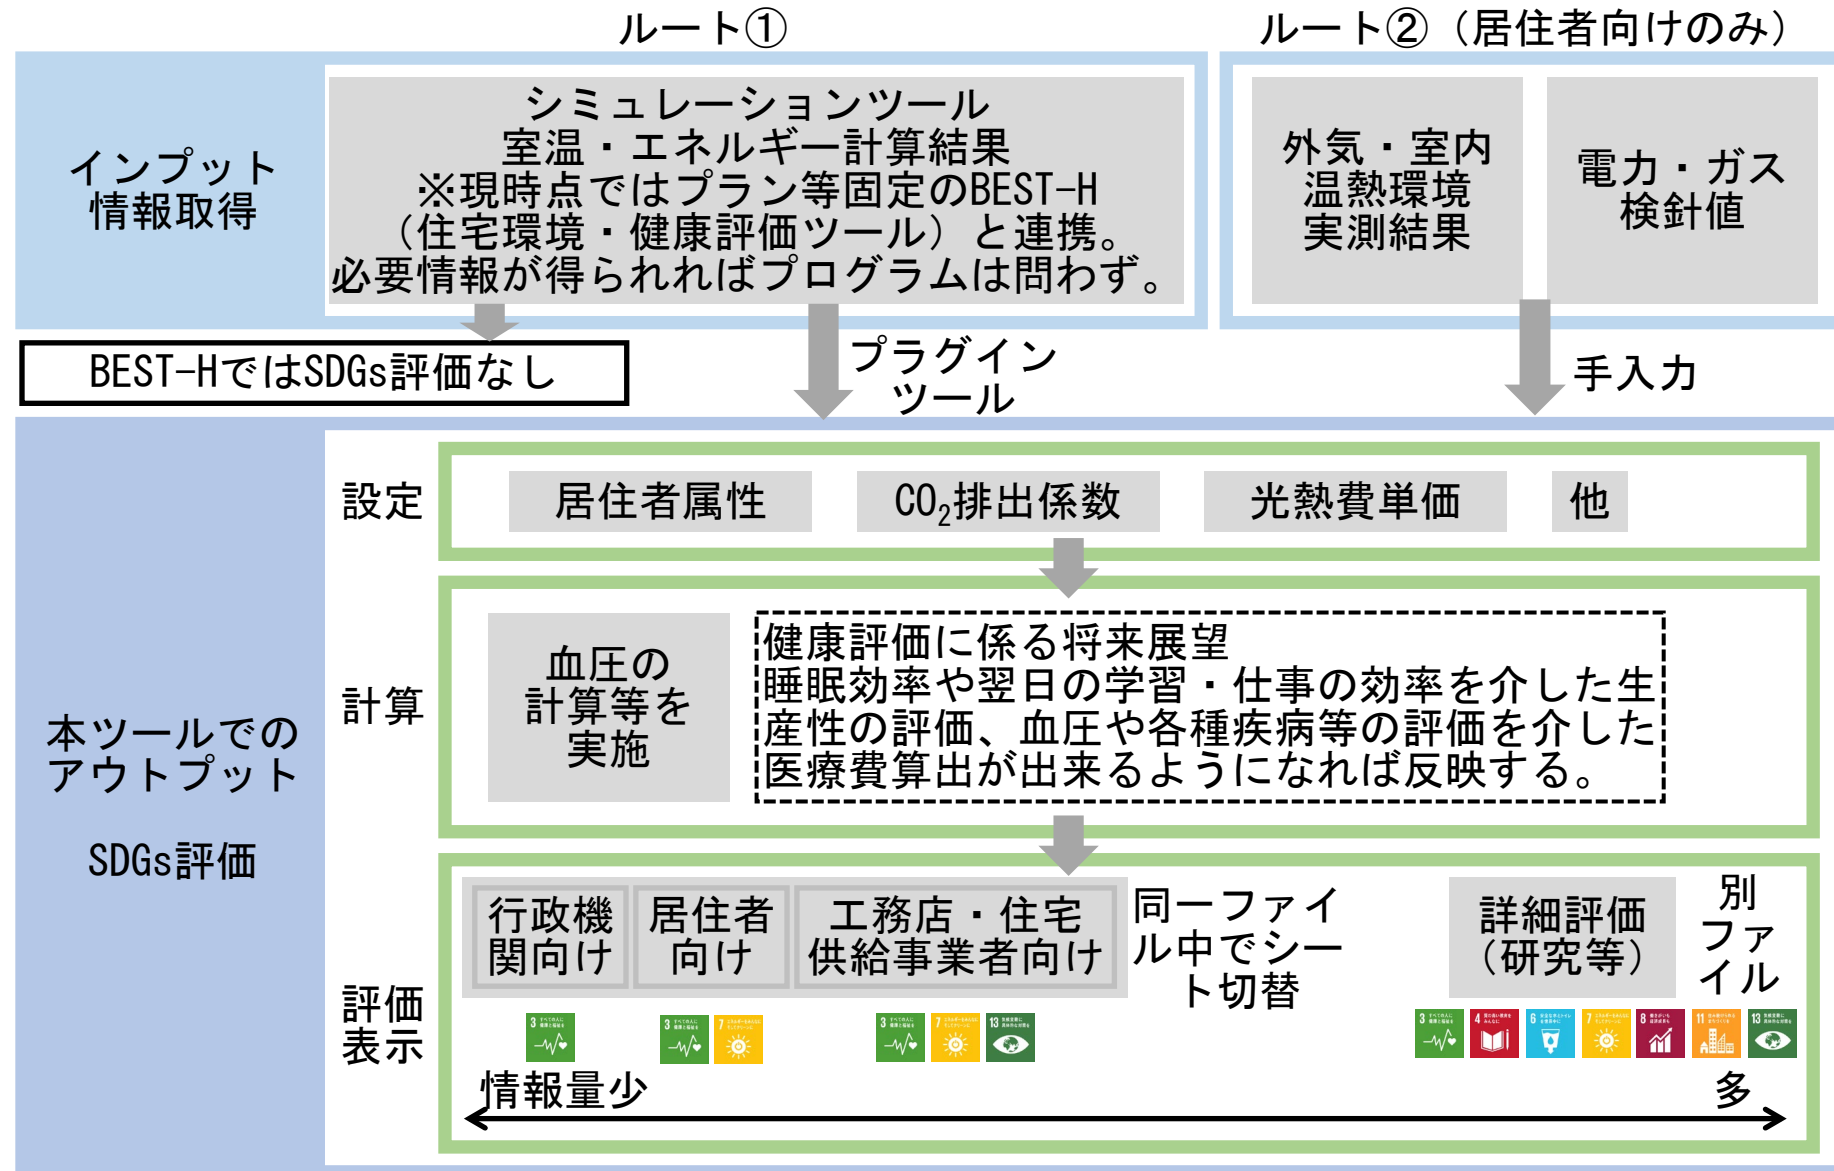 ルート①
ルート②（居住者向けのみ）
インプット
情報取得
シミュレーションツール
室温・エネルギー計算結果
※現時点ではプラン等固定のBEST-H
（住宅環境・健康評価ツール）と連携。
必要情報が得られればプログラムは問わず。
外気・室内
温熱環境
実測結果
電力・ガス
検針値
BEST-HではSDGs評価なし
プラグイン
ツール
手入力
本ツールでの
アウトプット
SDGs評価
設定
居住者属性
CO₂排出係数
光熱費単価
他
計算
血圧の
計算等を
実施
健康評価に係る将来展望
睡眠効率や翌日の学習・仕事の効率を介した生
産性の評価、血圧や各種疾病等の評価を介した
医療費算出が出来るようになれば反映する。
評価
表示
行政機
関向け
居住者
向け
工務店・住宅
供給事業者向け
同一ファイ
ル中でシー
ト切替
詳細評価
（研究等）
別
ファ
イル
3
3
7
3
7
13
3
4
6
7
8
11
13
情報量少
多